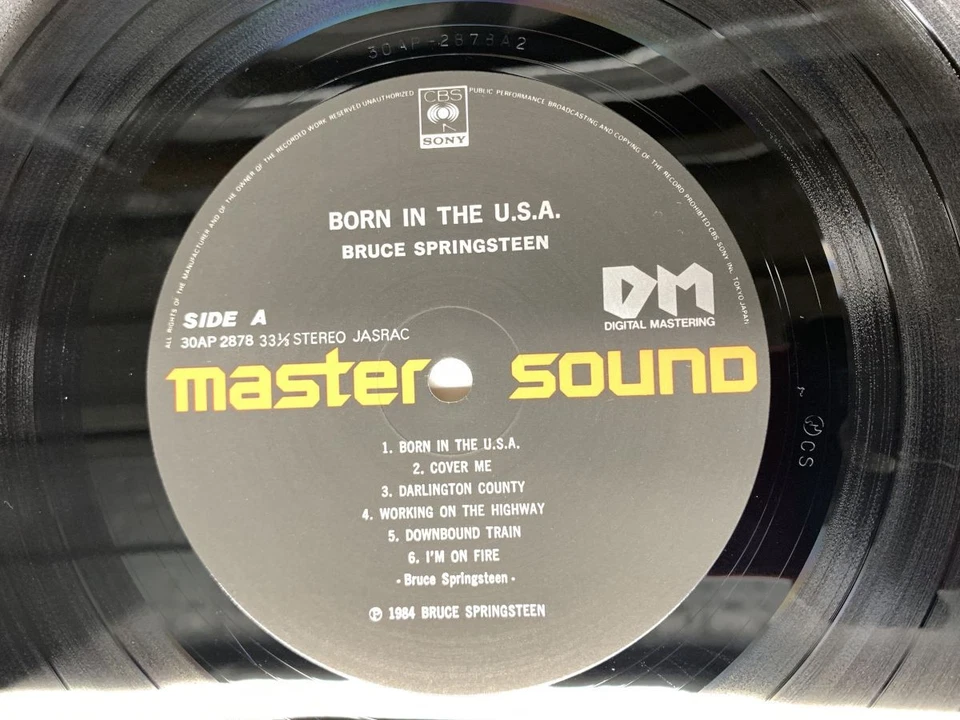 30AP-2878A2
ALL RIGHTS OF THE MANUFACTURER AND OF THE OWNER OF THE RECORDED WORK RESERVED UNAUTHORIZED PUBLIC PERFORMANCE BROADCASTING AND COPYING OF THE RECORD PROHIBITED CBS SONY INC. TOKYO JAPAN
CBS
SONY
BORN IN THE U.S.A.
BRUCE SPRINGSTEEN
DM
DIGITAL MASTERING
SIDE A
30AP 2878 33⅓ STEREO JASRAC
master sound
1. BORN IN THE U.S.A.
2. COVER ME
3. DARLINGTON COUNTY
4. WORKING ON THE HIGHWAY
5. DOWNBOUND TRAIN
6. I'M ON FIRE
- Bruce Springsteen -
℗ 1984 BRUCE SPRINGSTEEN
CS